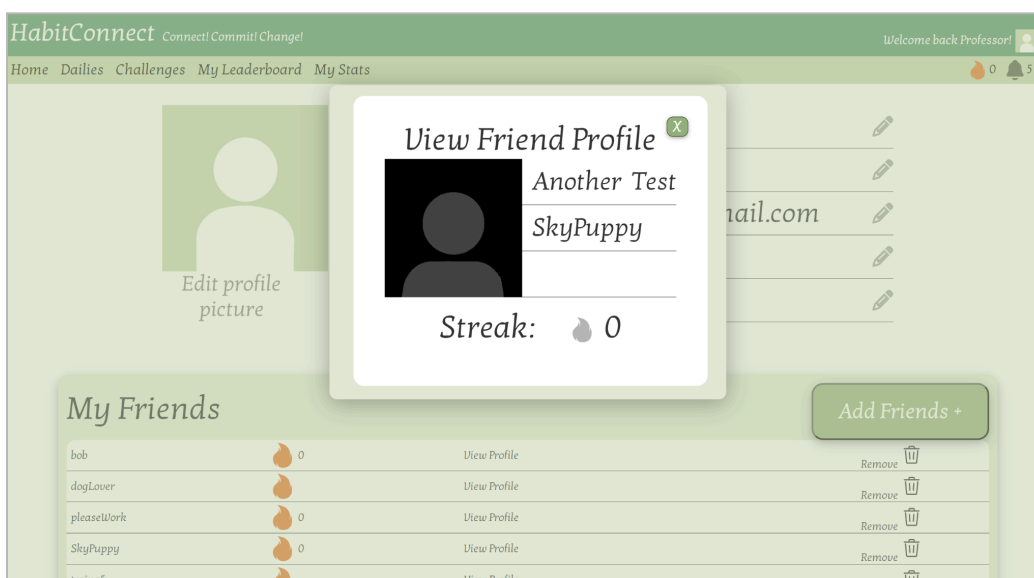 HabitConnect Connect! Commit! Change!
Welcome back Professor!
Home Dailies Challenges My Leaderboard My Stats
0 5
View Friend Profile X
Another Test
SkyPuppy
Streak: 0
Edit profile
picture
My Friends
Add Friends +
bob 0 View Profile Remove
dogLover View Profile Remove
pleaseWork 0 View Profile Remove
SkyPuppy 0 View Profile Remove